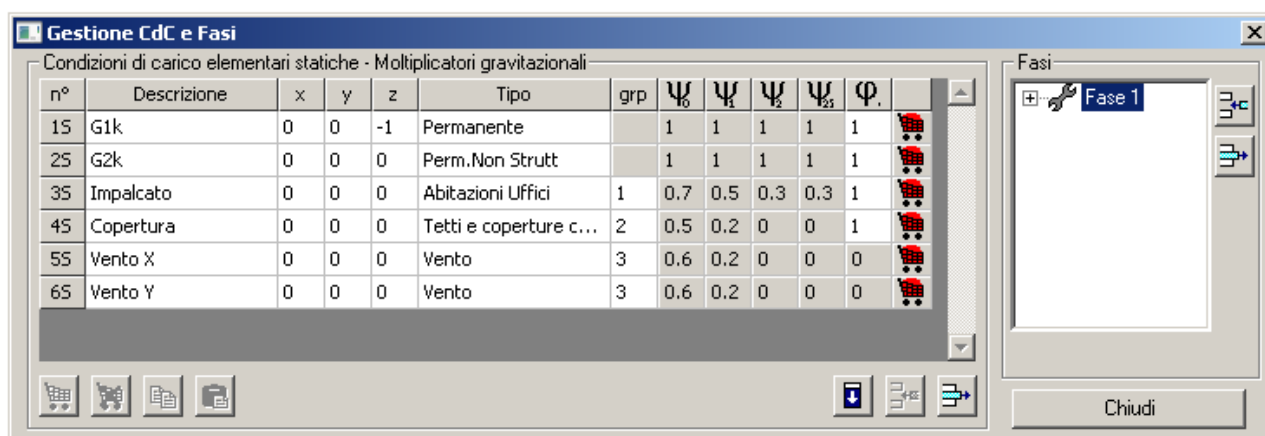 Gestione CdC e Fasi
Condizioni di carico elementari statiche - Moltiplicatori gravitazionali
Fasi
n° Descrizione x y z Tipo grp Ψ0 Ψ1 Ψ2 Ψ2s φ.
1S G1k 0 0 -1 Permanente 1 1 1 1 1
2S G2k 0 0 0 Perm.Non Strutt 1 1 1 1 1
3S Impalcato 0 0 0 Abitazioni Uffici 1 0.7 0.5 0.3 0.3 1
4S Copertura 0 0 0 Tetti e coperture c... 2 0.5 0.2 0 0 1
5S Vento X 0 0 0 Vento 3 0.6 0.2 0 0 0
6S Vento Y 0 0 0 Vento 3 0.6 0.2 0 0 0
Fase 1
Chiudi